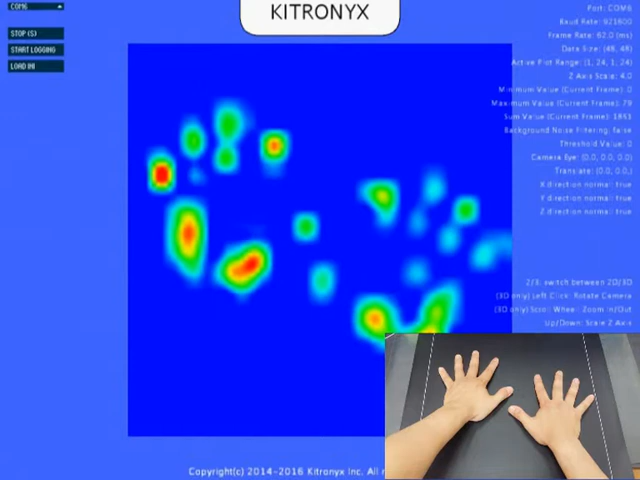 COM6
STOP (S)
START LOGGING
LOAD INI
KITRONYX
Port: COM6
Baud Rate: 921600
Frame Rate: 62.0 (ms)
Data Size: (48, 48)
Active Plot Range: (1, 24, 1, 24)
Z Axis Scale: 4.0
Minimum Value (Current Frame): 0
Maximum Value (Current Frame): 79
Sum Value (Current Frame): 1861
Background Noise Filtering: false
Threshold Value: 0
Camera Eye: (0.0, 0.0, 0.0)
Translate: (0.0, 0.0,)
X direction normal: true
Y direction normal: true
Z direction normal: true
2/3: switch between 2D/3D
(3D only) Left Click: Rotate Camera
(3D only) Scroll Wheel: Zoom In/Out
Up/Down: Scale Z Axis
Copyright(c) 2014-2016 Kitronyx Inc. All